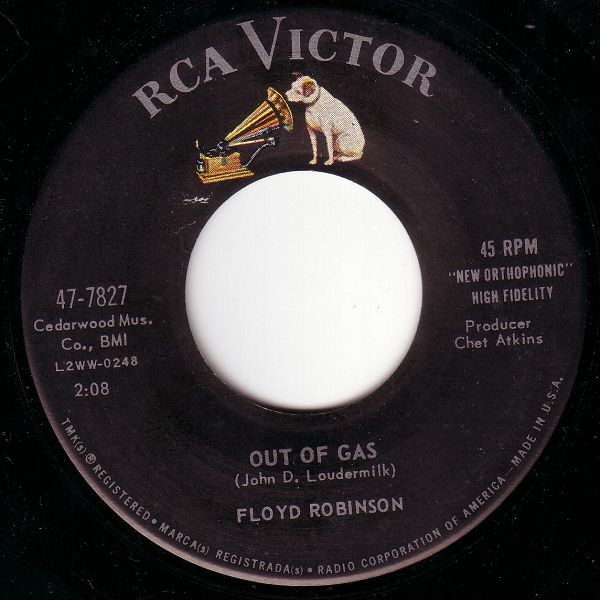 RCA VICTOR
47-7827
Cedarwood Mus.
Co., BMI
L2WW-0248
2:08
45 RPM
"NEW ORTHOPHONIC"
HIGH FIDELITY
Producer
Chet Atkins
OUT OF GAS
(John D. Loudermilk)
FLOYD ROBINSON
TMK(s) ® REGISTERED • MARCA(s) REGISTRADA(s) • RADIO CORPORATION OF AMERICA—MADE IN U.S.A.